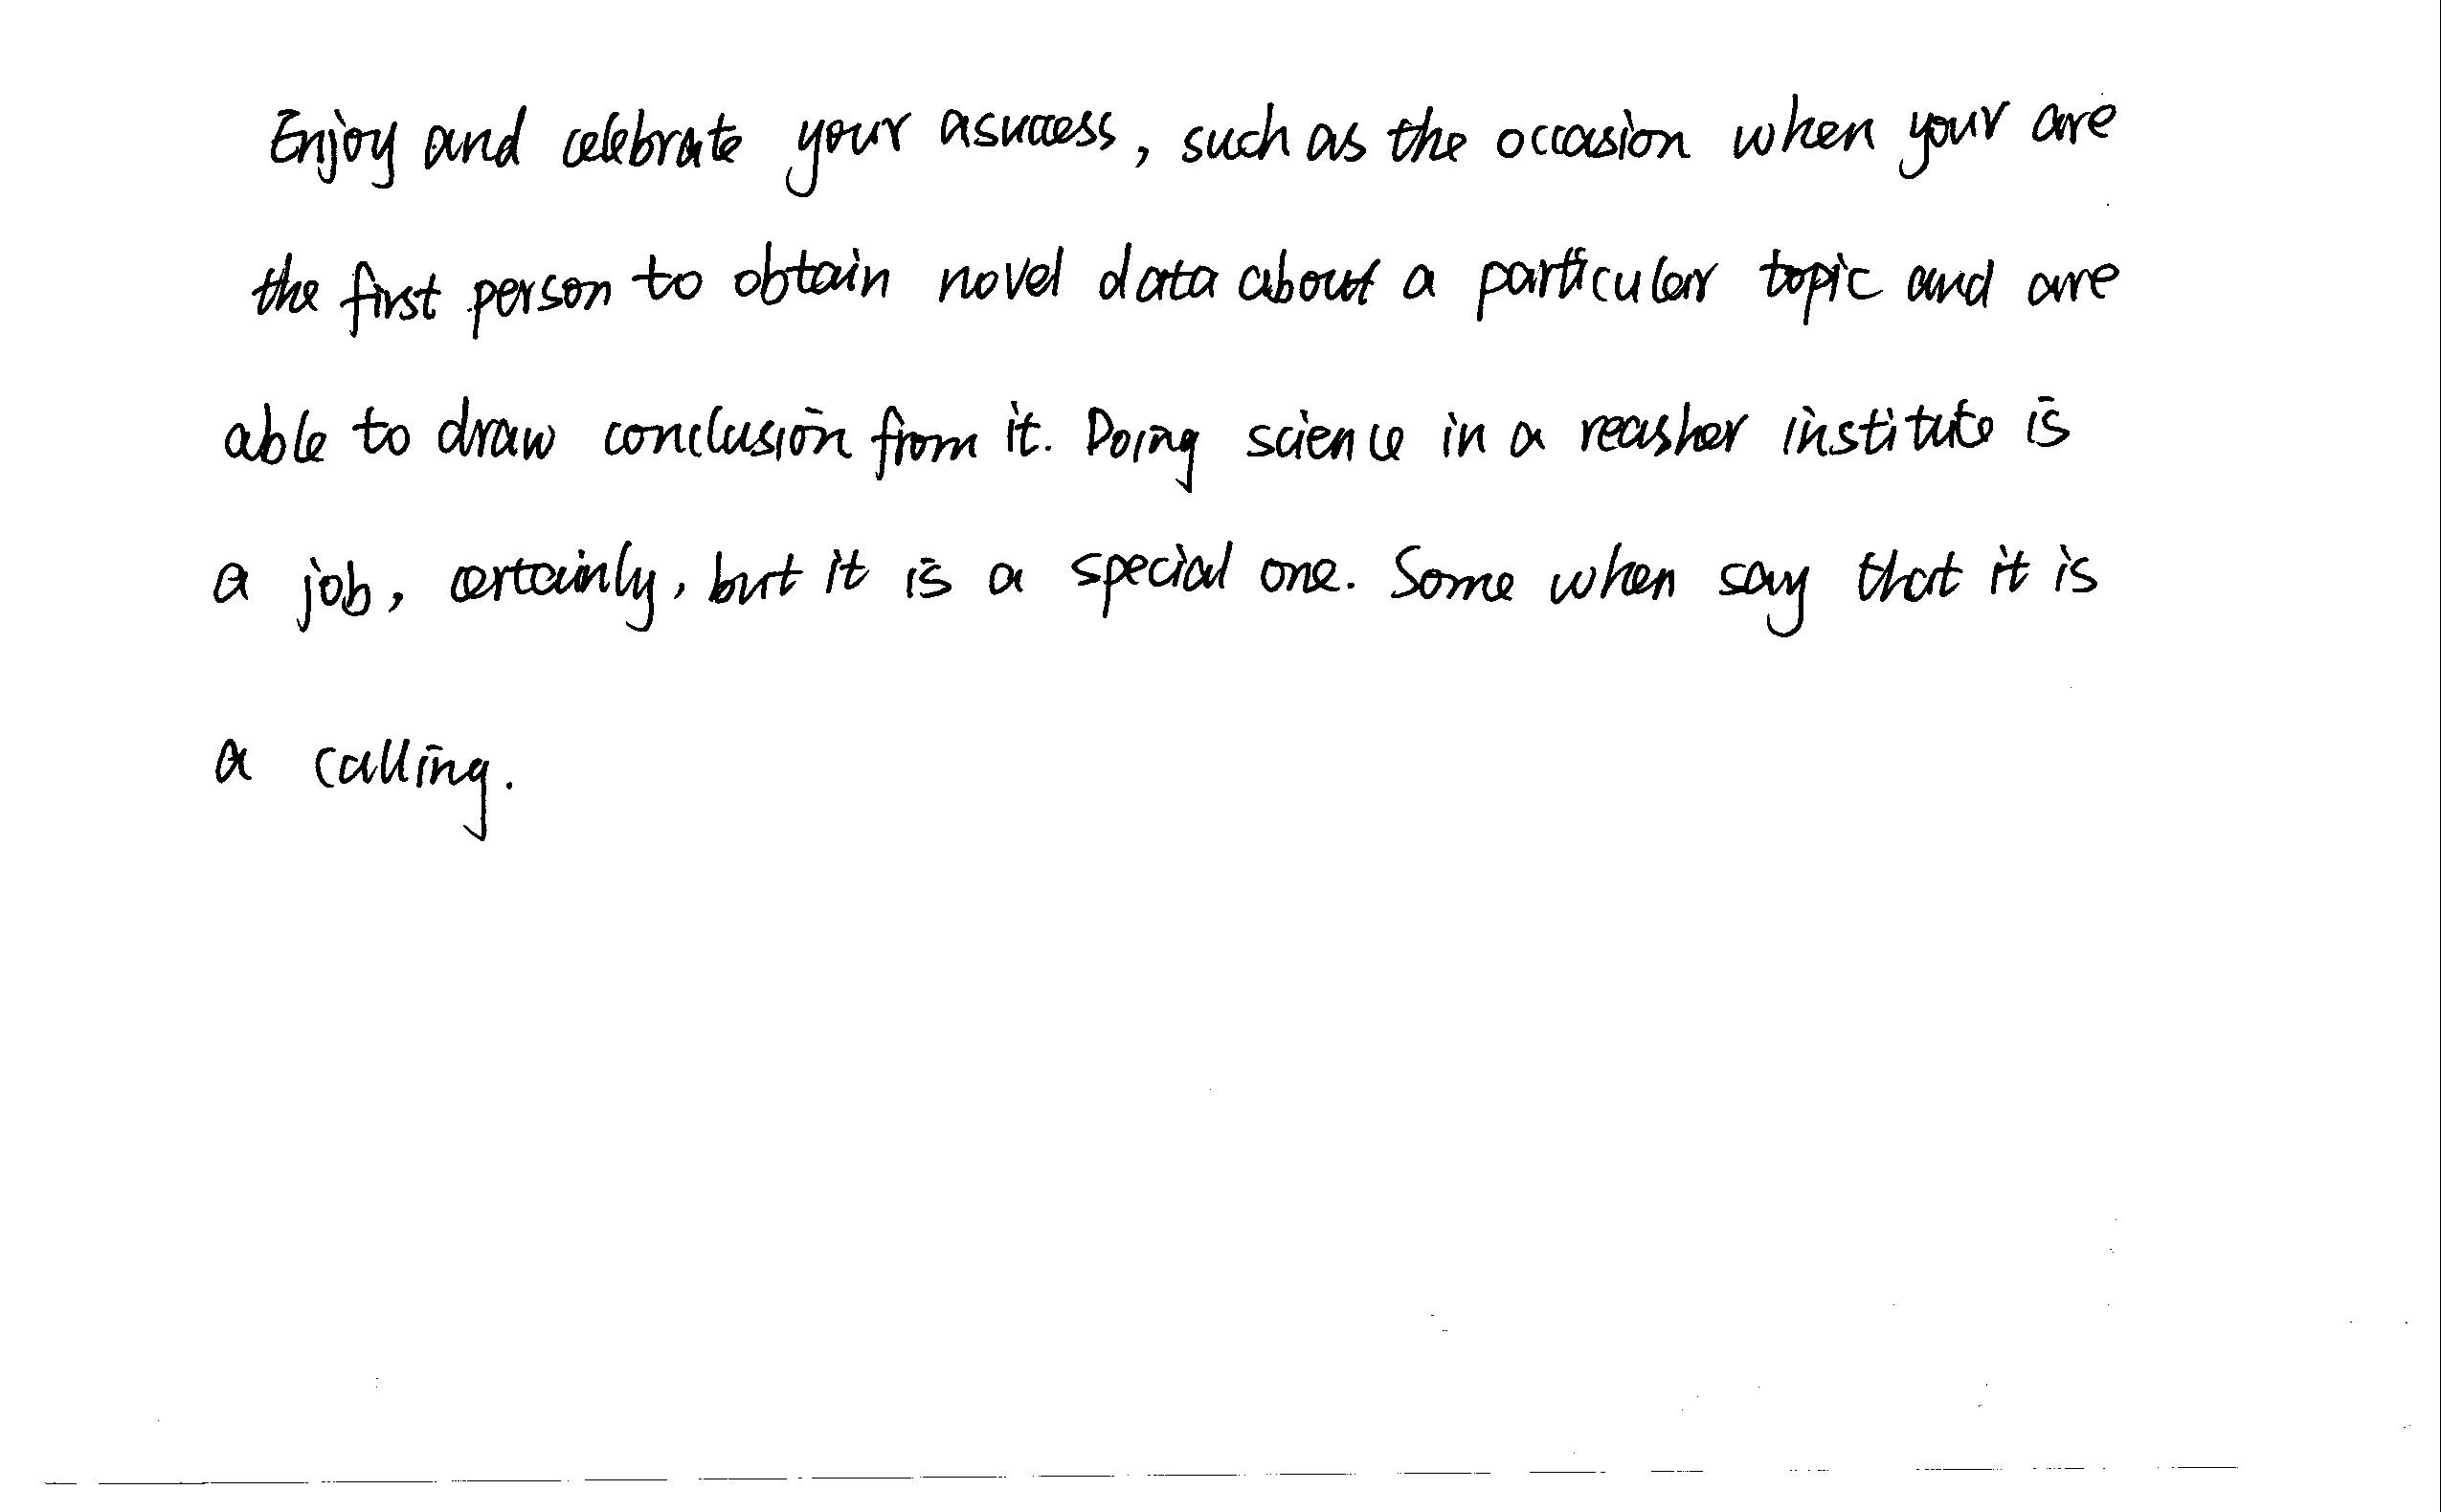 Enjoy and celebrate your asuccess, such as the occasion when your are
the first person to obtain novel data about a particular topic and are
able to draw conclusion from it. Doing science in a reasher institute is
a job, certainly, but it is a special one. Some when say that it is
a calling.